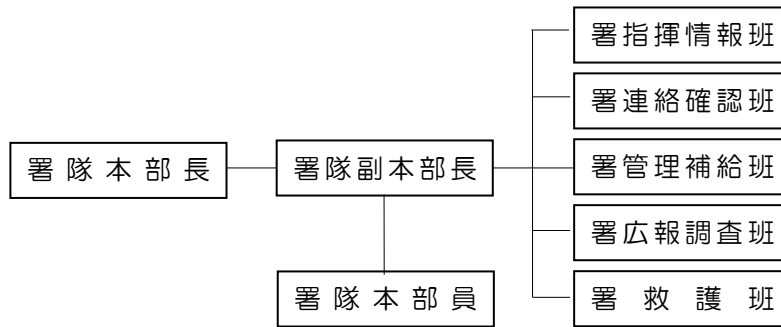 署隊本部長
署隊副本部長
署隊本部員
署指揮情報班
署連絡確認班
署管理補給班
署広報調査班
署救護班